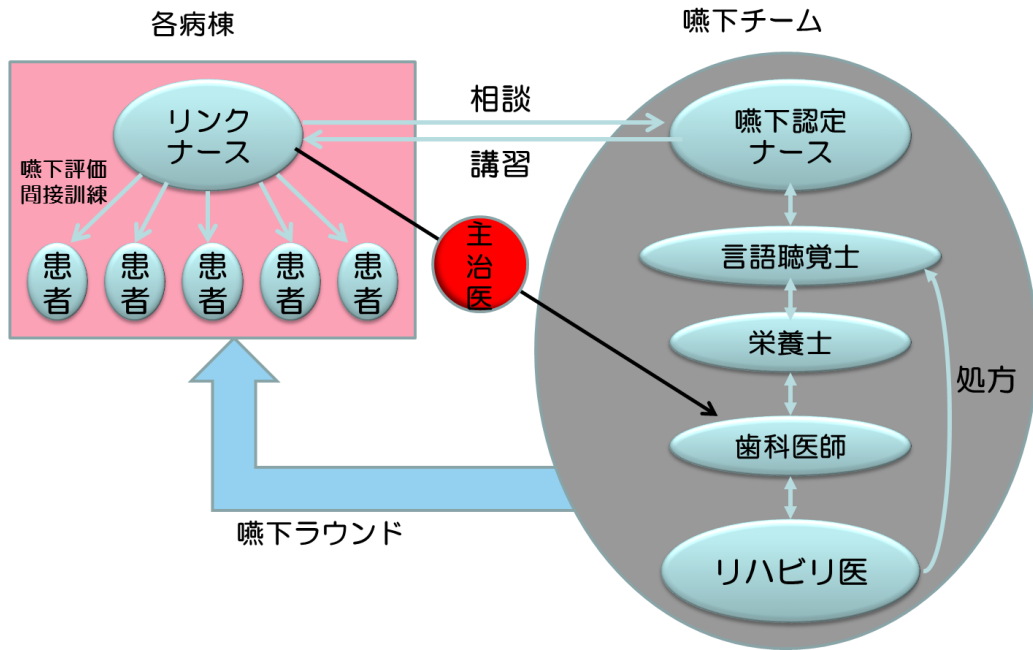 各病棟
嚥下チーム
リンク
ナース
相談
講習
嚥下認定
ナース
嚥下評価
間接訓練
患者
患者
患者
患者
患者
主治医
言語聴覚士
栄養士
処方
歯科医師
嚥下ラウンド
リハビリ医